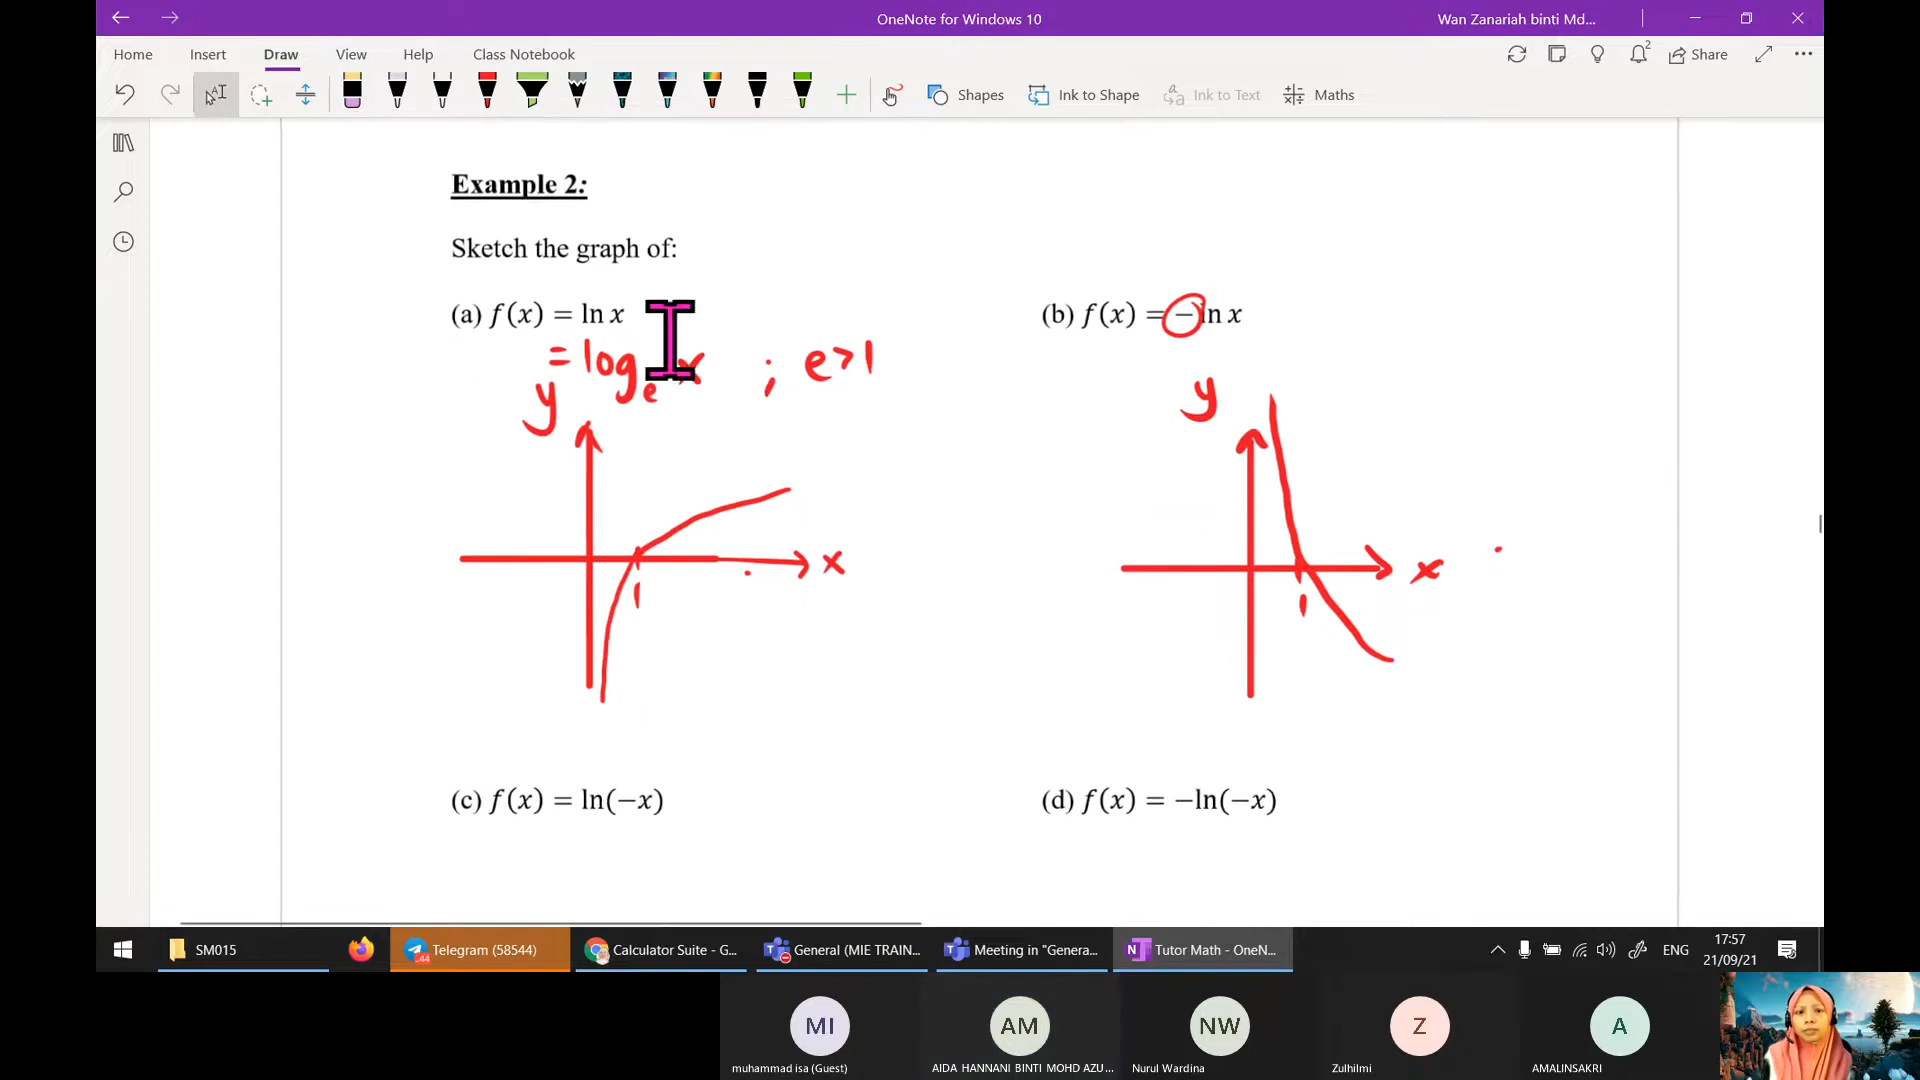 OneNote for Windows 10
Wan Zanariah binti Md...
Home Insert Draw View Help Class Notebook
2
Share
Shapes Ink to Shape Ink to Text Maths
Example 2:
Sketch the graph of:
(a) f(x) = ln x
(b) f(x) = −ln x
= log_e x ; e>1
y
y
x
x
1
1
(c) f(x) = ln(−x)
(d) f(x) = −ln(−x)
SM015
44
Telegram (58544)
Calculator Suite - G...
General (MIE TRAIN...
Meeting in "Genera...
N
Tutor Math - OneN...
ENG
17:57
21/09/21
MI
AM
NW
Z
A
muhammad isa (Guest)
AIDA HANNANI BINTI MOHD AZU...
Nurul Wardina
Zulhilmi
AMALINSAKRI